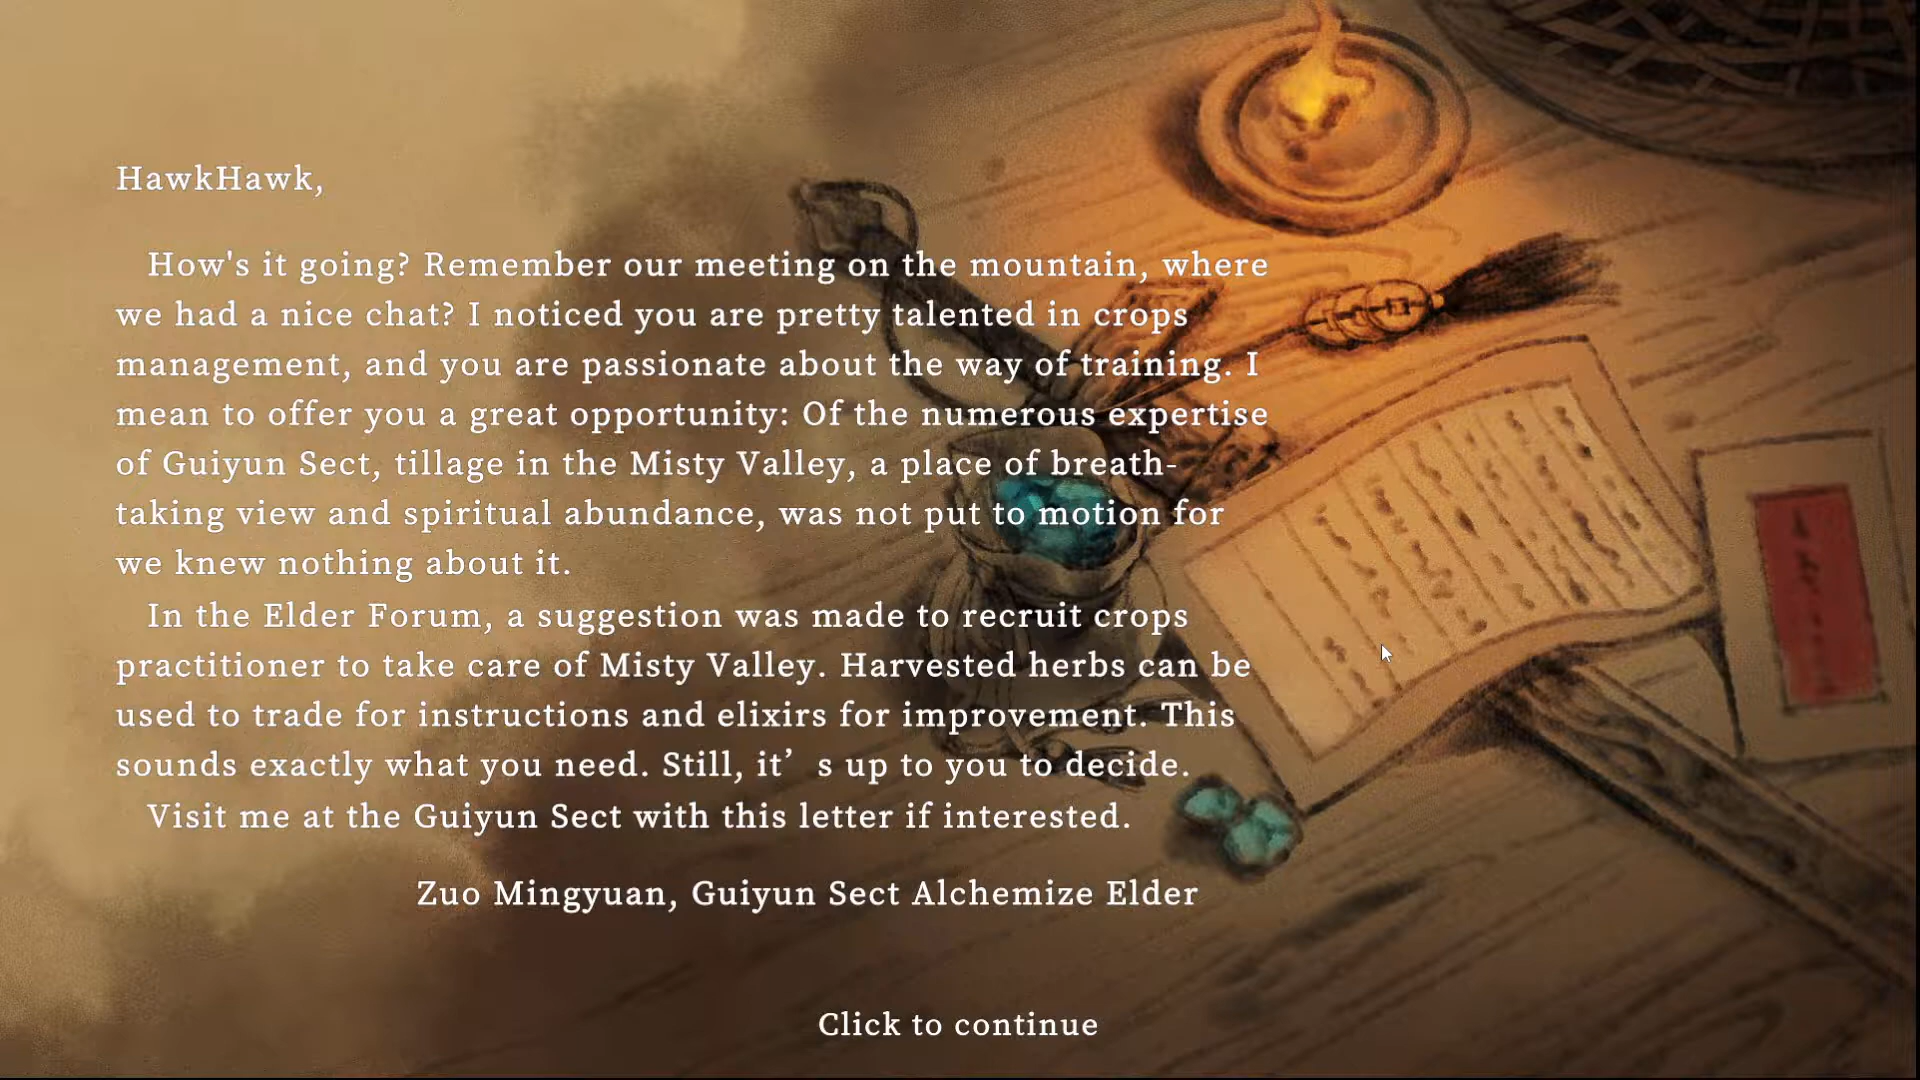 HawkHawk,
How's it going? Remember our meeting on the mountain, where
we had a nice chat? I noticed you are pretty talented in crops
management, and you are passionate about the way of training. I
mean to offer you a great opportunity: Of the numerous expertise
of Guiyun Sect, tillage in the Misty Valley, a place of breath-
taking view and spiritual abundance, was not put to motion for
we knew nothing about it.
In the Elder Forum, a suggestion was made to recruit crops
practitioner to take care of Misty Valley. Harvested herbs can be
used to trade for instructions and elixirs for improvement. This
sounds exactly what you need. Still, it’s up to you to decide.
Visit me at the Guiyun Sect with this letter if interested.
Zuo Mingyuan, Guiyun Sect Alchemize Elder
Click to continue